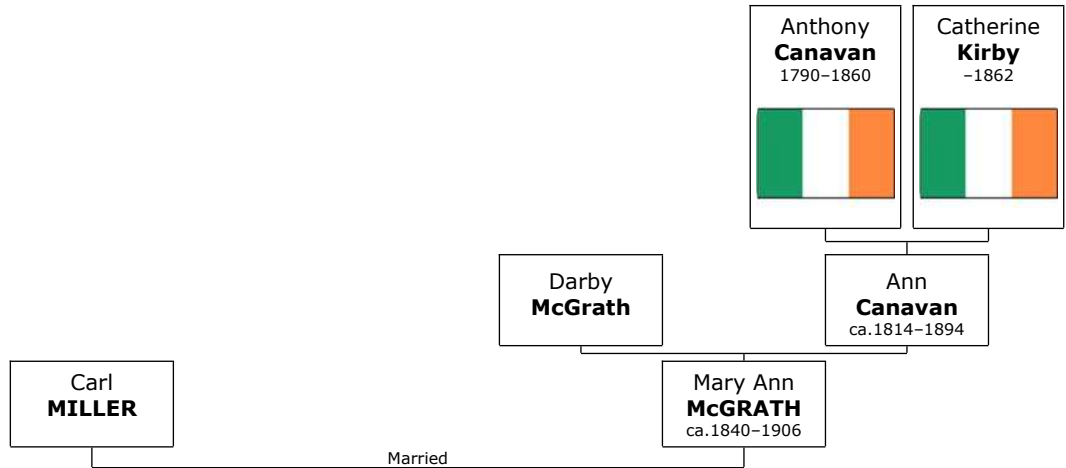 Anthony
Canavan
1790–1860
Catherine
Kirby
–1862
Darby
McGrath
Ann
Canavan
ca.1814–1894
Carl
MILLER
Mary Ann
McGRATH
ca.1840–1906
Married